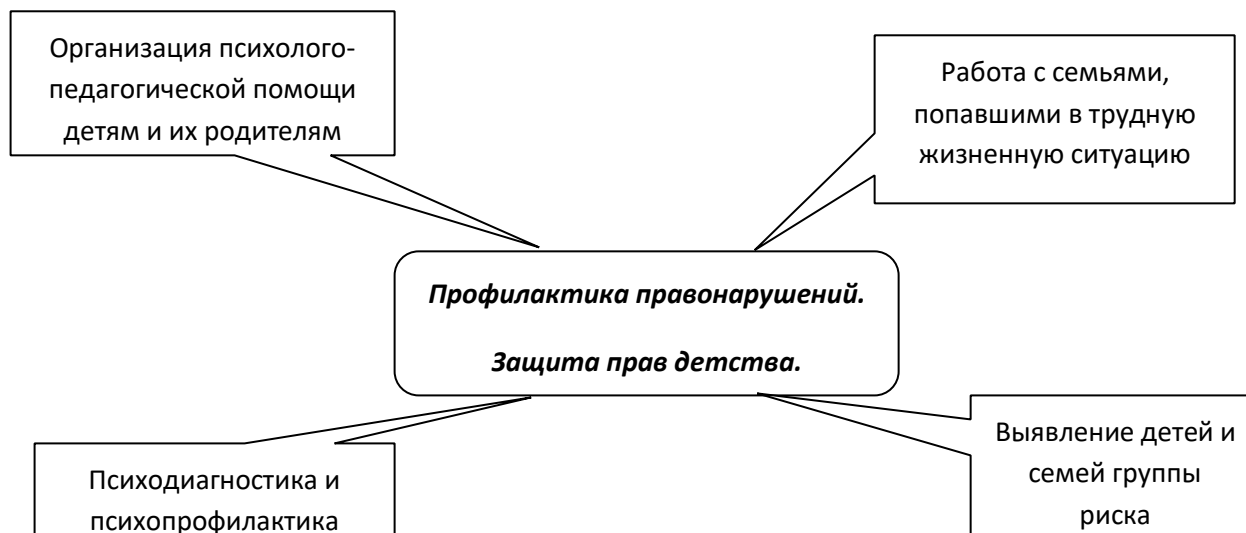 Организация психолого-
педагогической помощи
детям и их родителям
Работа с семьями,
попавшими в трудную
жизненную ситуацию
Профилактика правонарушений.
Защита прав детства.
Психодиагностика и
психопрофилактика
Выявление детей и
семей группы
риска